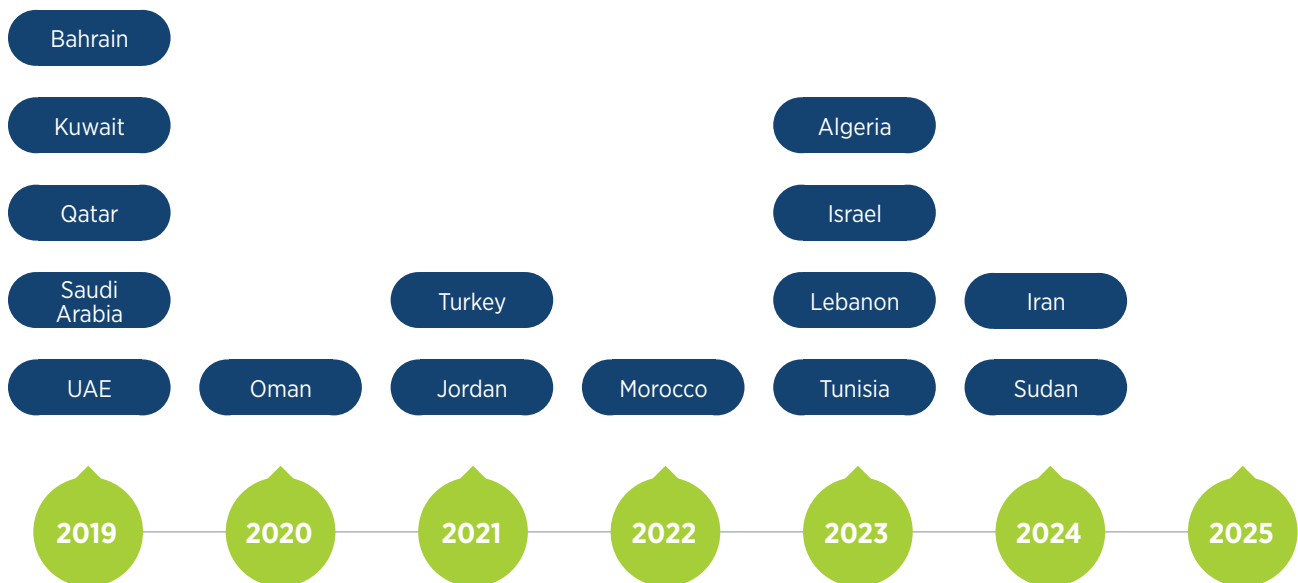 Bahrain
Kuwait
Algeria
Qatar
Israel
Saudi
Arabia
Turkey
Lebanon
Iran
UAE
Oman
Jordan
Morocco
Tunisia
Sudan
2019
2020
2021
2022
2023
2024
2025